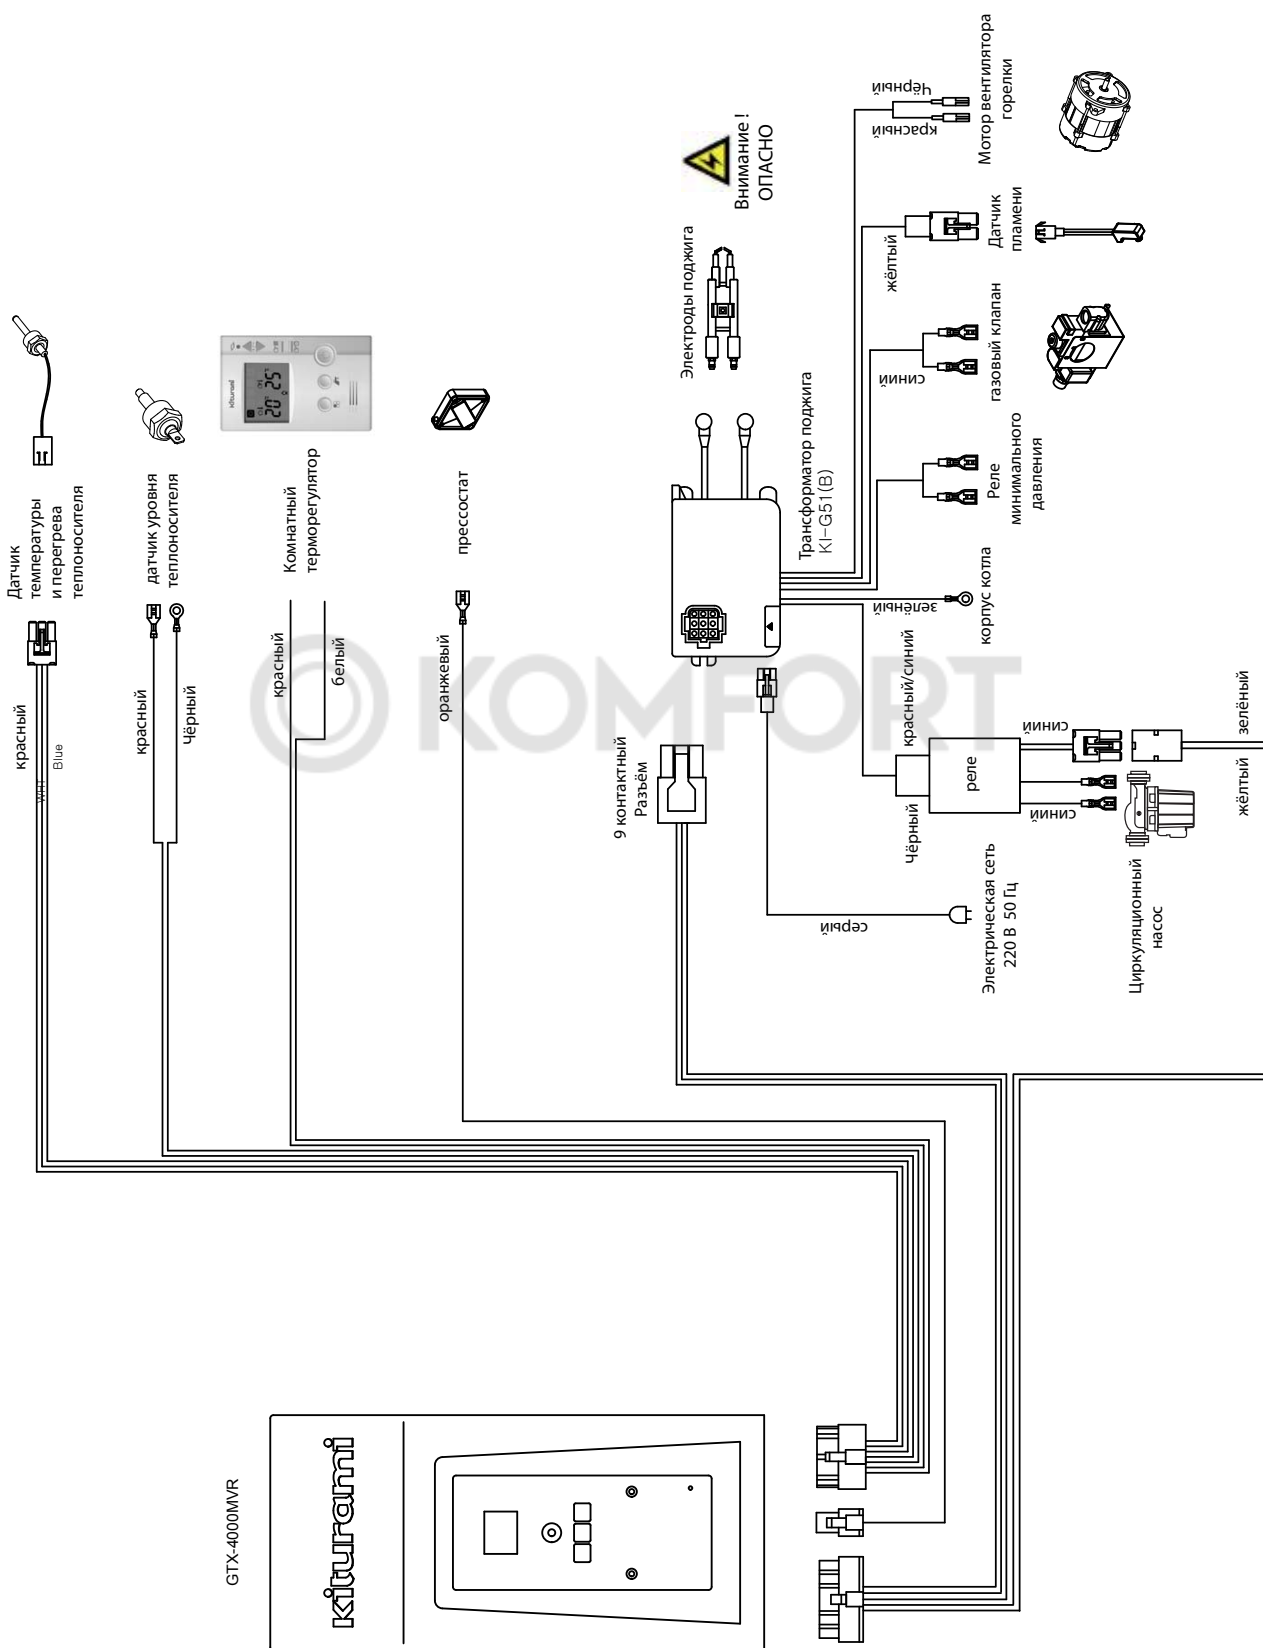 Датчик
температуры
и перегрева
теплоносителя
красный
WHT
Blue
датчик уровня
теплоносителя
красный
Чёрный
Комнатный
терморегулятор
красный
белый
kiturami
прессостат
оранжевый
Электроды поджига
Внимание !
ОПАСНО
Трансформатор поджига
KI-G51(B)
9 контактный
Разъём
серый
Электрическая сеть
220 В 50 Гц
красный/синий
Чёрный
реле
синий
синий
Циркуляционный
насос
зелёный
корпус котла
Реле
минимального
давления
синий
газовый клапан
жёлтый
Датчик
пламени
Чёрный
красный
Мотор вентилятора
горелки
зелёный
жёлтый
GTX-4000MVR
Kiturami
KOMFORT